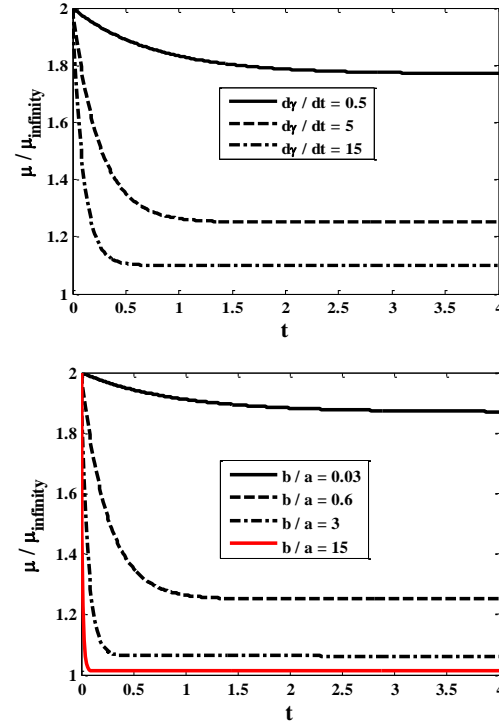 2
1.8
1.6
1.4
1.2
1
μ / μinfinity
dγ / dt = 0.5
dγ / dt = 5
dγ / dt = 15
0 0.5 1 1.5 2 2.5 3 3.5 4
t
2
1.8
1.6
1.4
1.2
1
μ / μinfinity
b / a = 0.03
b / a = 0.6
b / a = 3
b / a = 15
0 0.5 1 1.5 2 2.5 3 3.5 4
t